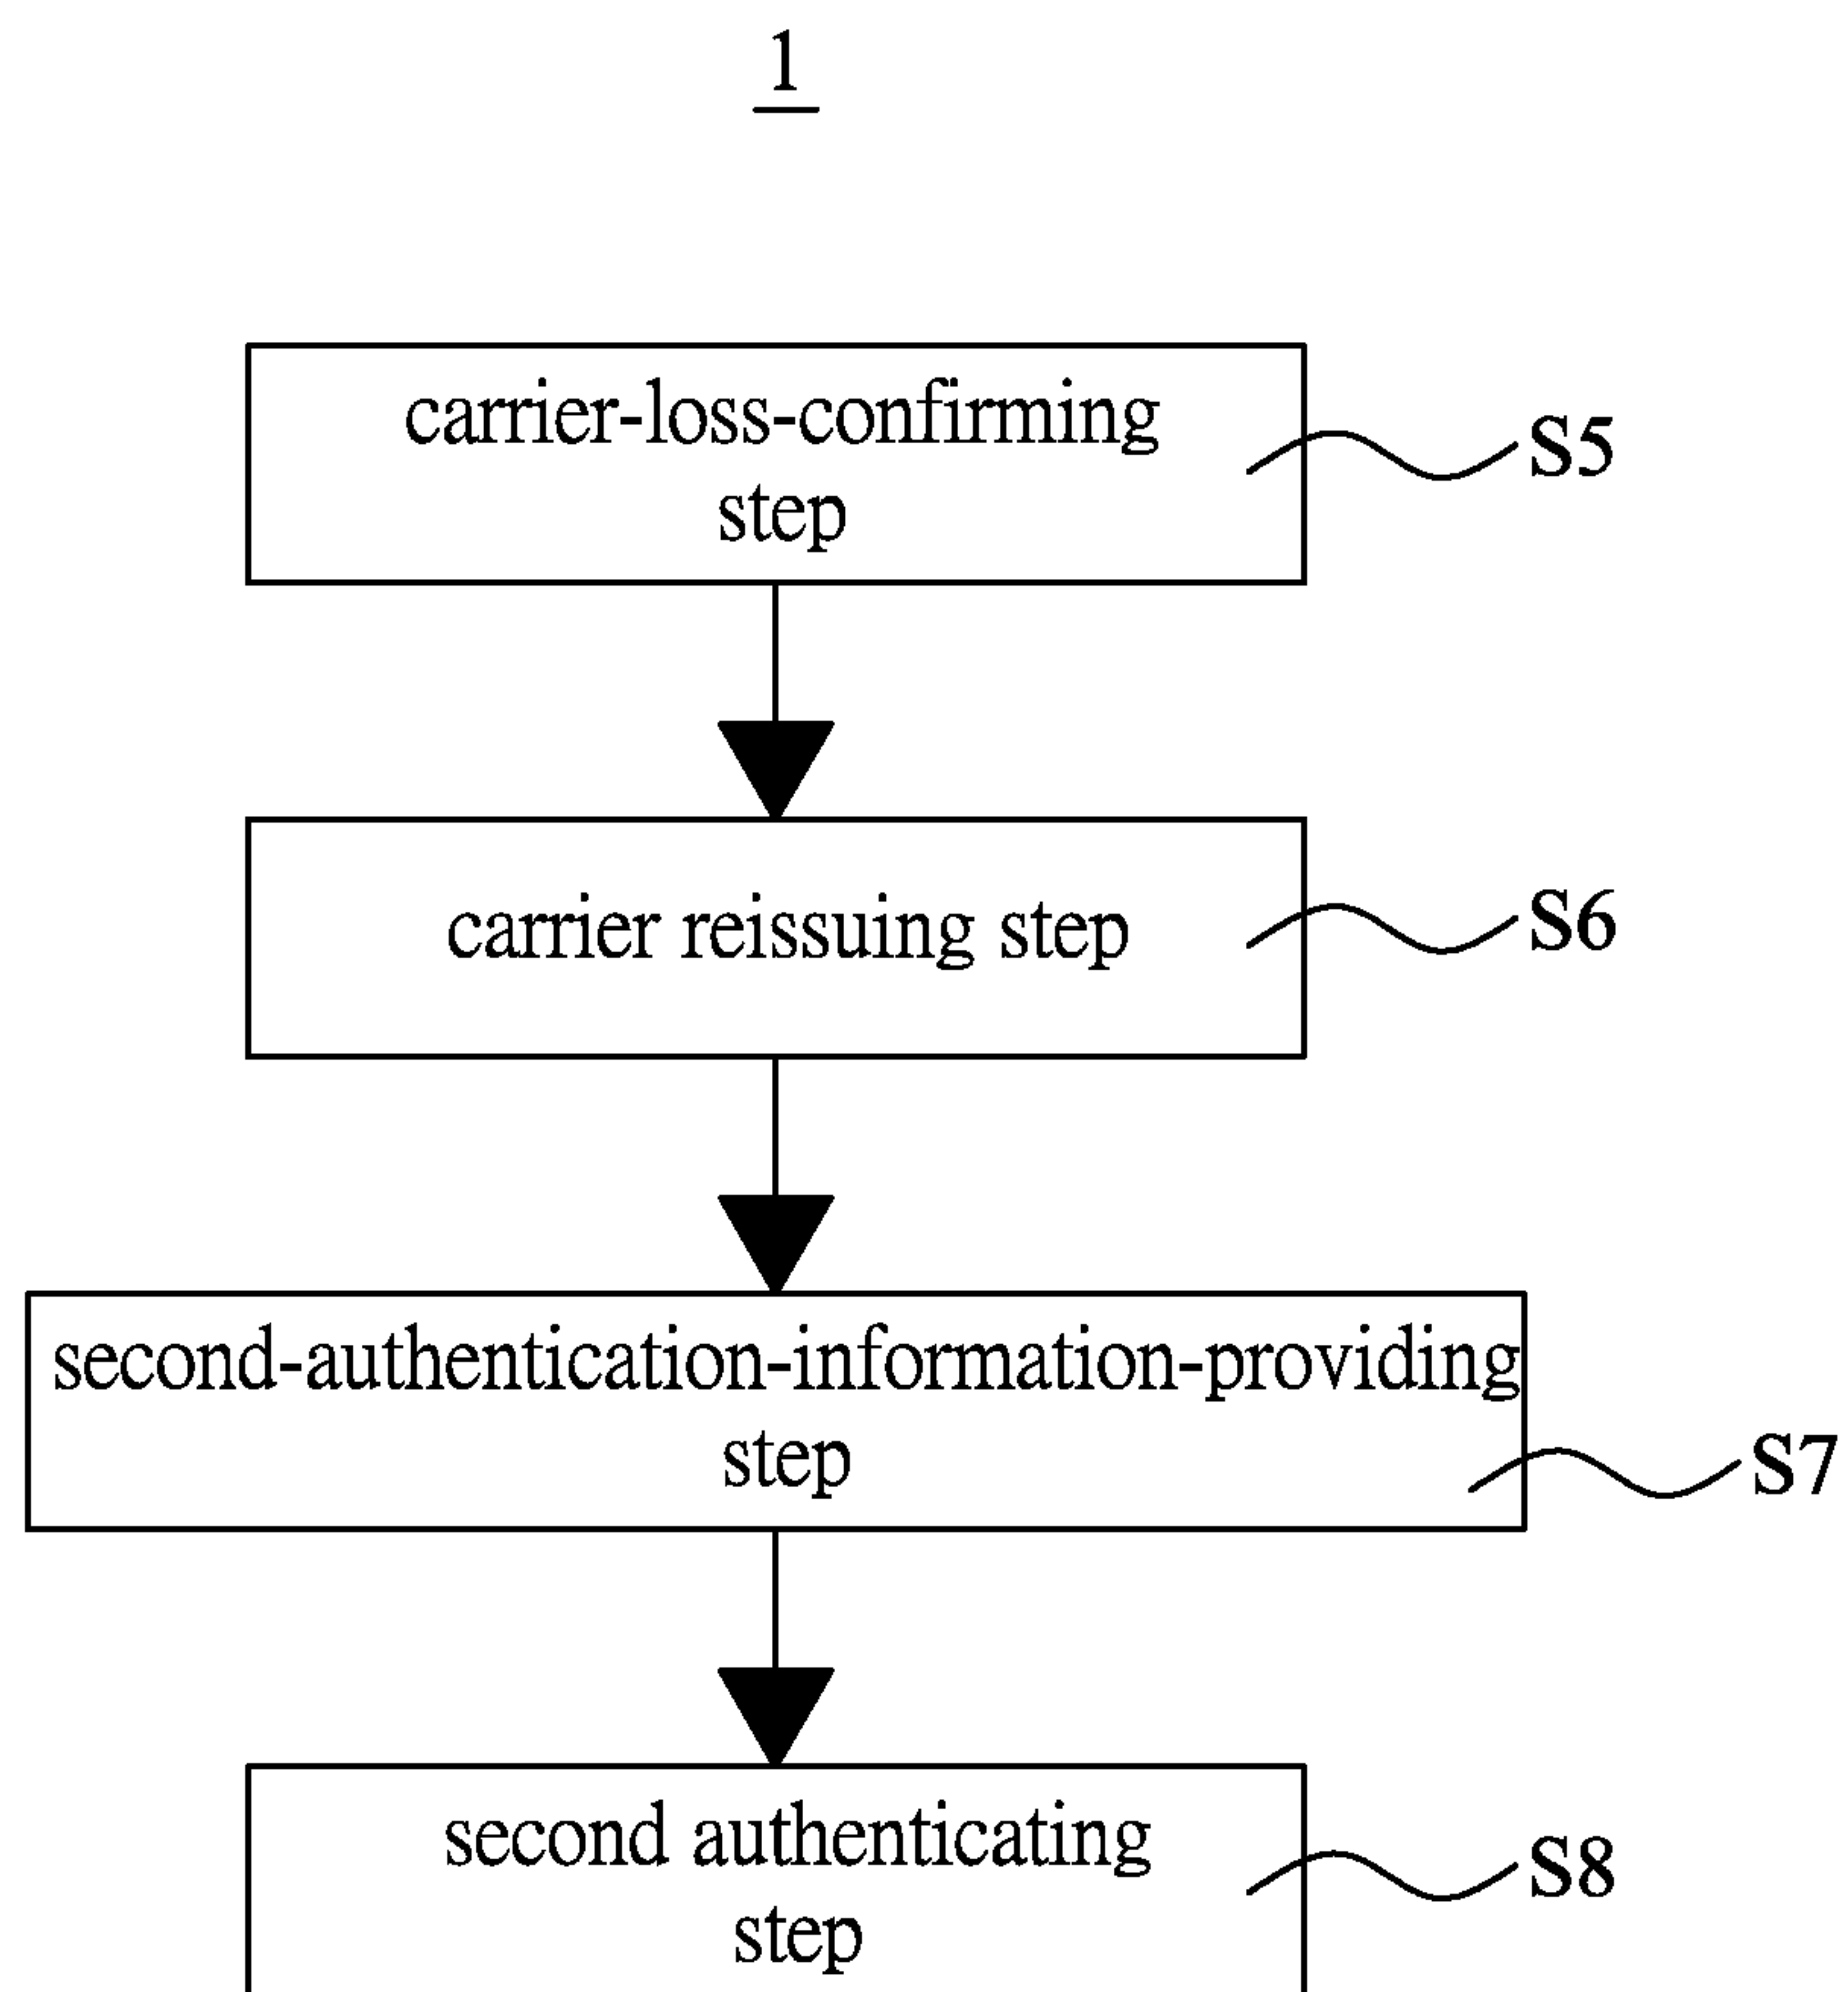 1
carrier-loss-confirming
step
S5
carrier reissuing step
S6
second-authentication-information-providing
step
S7
second authenticating
step
S8